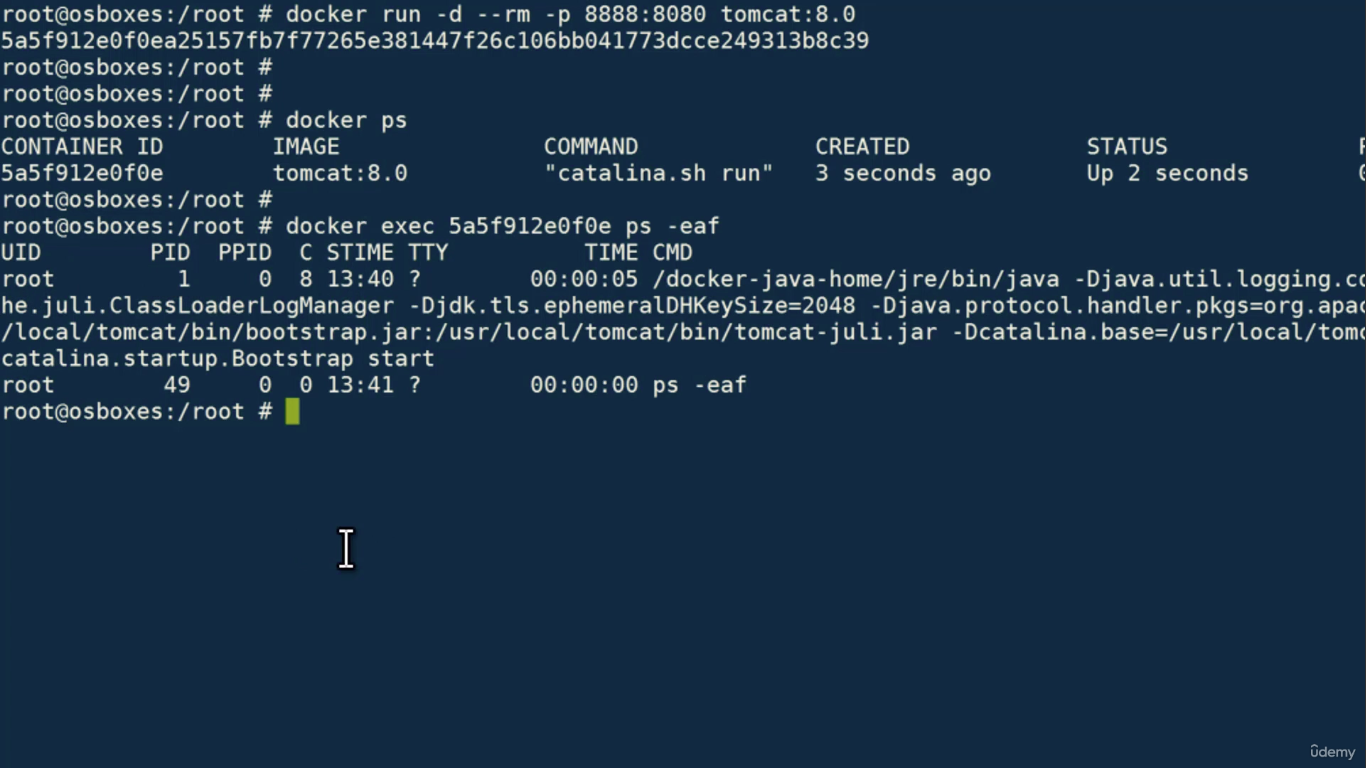 root@osboxes:/root # docker run -d --rm -p 8888:8080 tomcat:8.0
5a5f912e0f0ea25157fb7f77265e381447f26c106bb041773dcce249313b8c39
root@osboxes:/root #
root@osboxes:/root #
root@osboxes:/root # docker ps
CONTAINER ID        IMAGE               COMMAND             CREATED             STATUS
5a5f912e0f0e        tomcat:8.0          "catalina.sh run"   3 seconds ago       Up 2 seconds
root@osboxes:/root #
root@osboxes:/root # docker exec 5a5f912e0f0e ps -eaf
UID        PID  PPID  C STIME TTY          TIME CMD
root         1     0  8 13:40 ?        00:00:05 /docker-java-home/jre/bin/java -Djava.util.logging.co
he.juli.ClassLoaderLogManager -Djdk.tls.ephemeralDHKeySize=2048 -Djava.protocol.handler.pkgs=org.apac
/local/tomcat/bin/bootstrap.jar:/usr/local/tomcat/bin/tomcat-juli.jar -Dcatalina.base=/usr/local/tomc
catalina.startup.Bootstrap start
root        49     0  0 13:41 ?        00:00:00 ps -eaf
root@osboxes:/root #
ûdemy